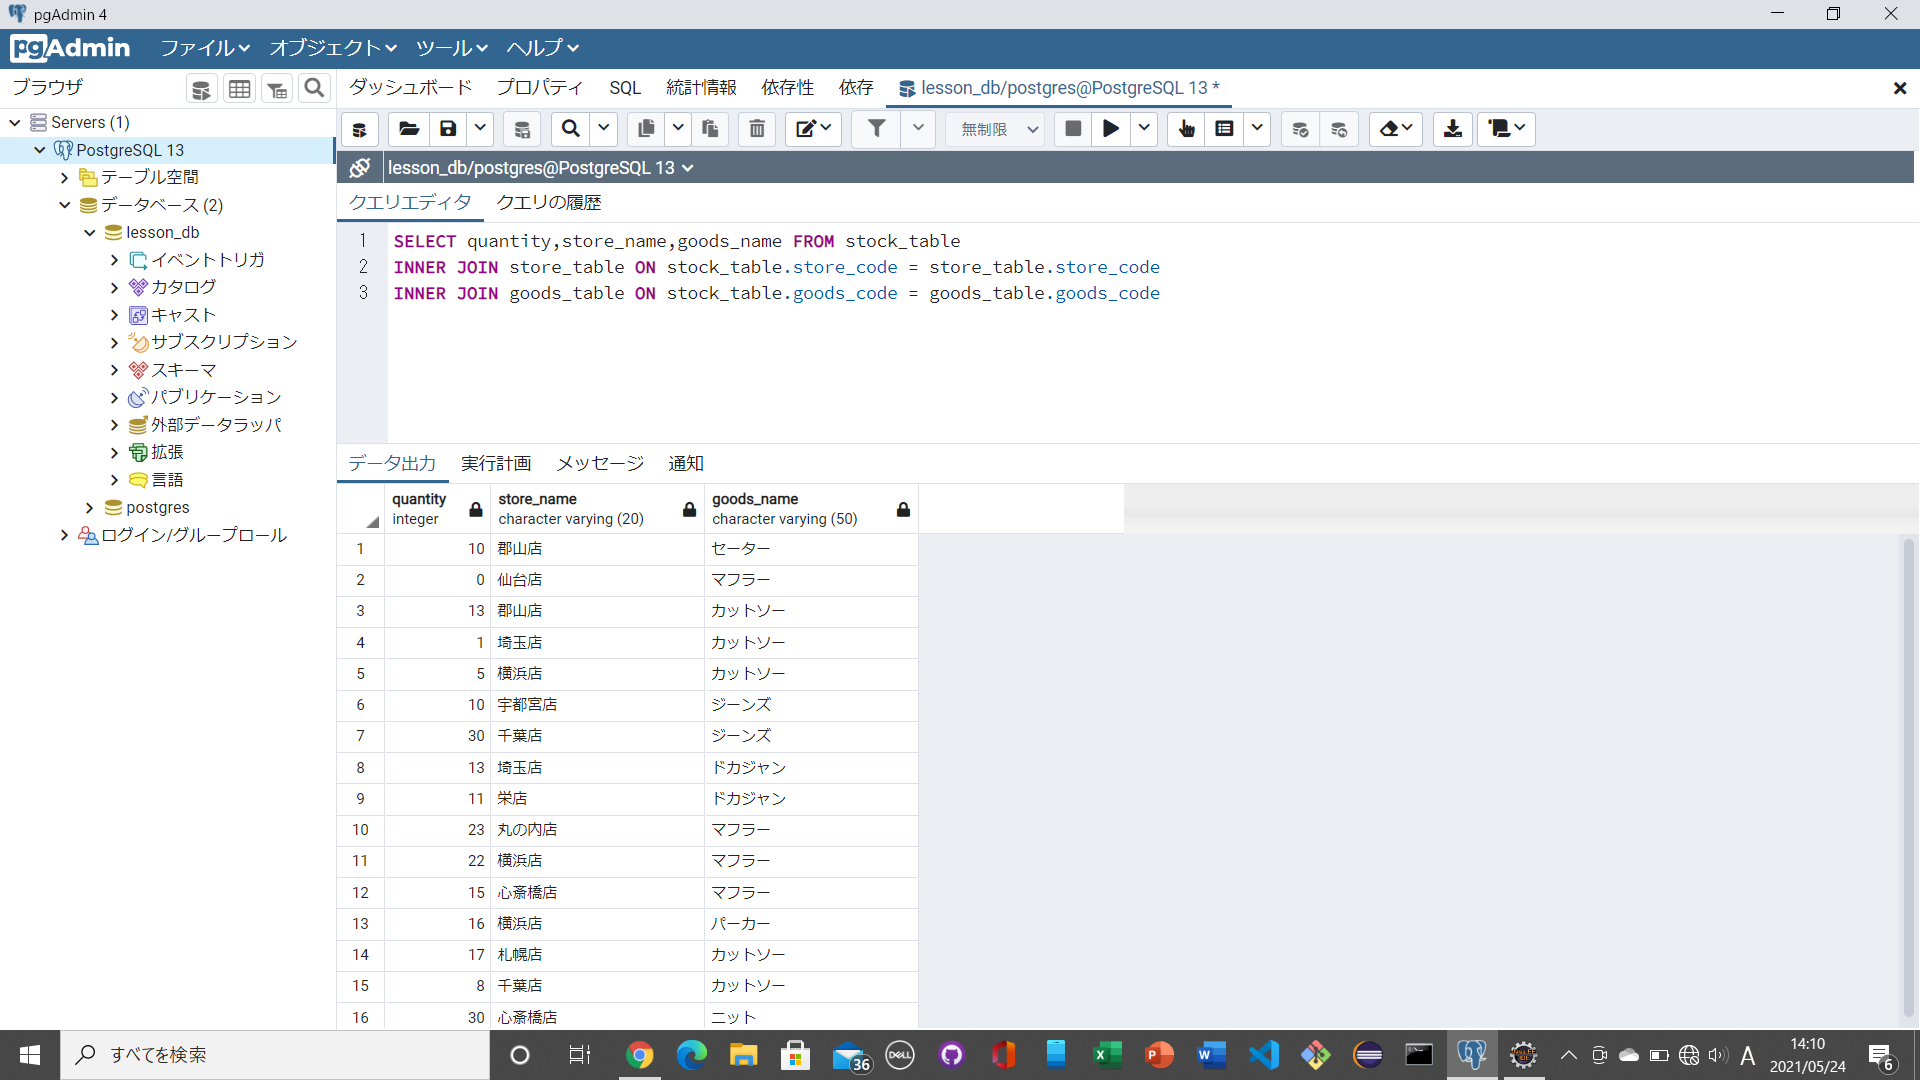 pgAdmin 4
pgAdmin ファイル オブジェクト ツール ヘルプ
ブラウザ
ダッシュボード プロパティ SQL 統計情報 依存性 依存 lesson_db/postgres@PostgreSQL 13 *
Servers (1)
PostgreSQL 13
テーブル空間
データベース (2)
lesson_db
イベントトリガ
カタログ
キャスト
サブスクリプション
スキーマ
パブリケーション
外部データラッパ
拡張
言語
postgres
ログイン/グループロール
無制限
lesson_db/postgres@PostgreSQL 13
クエリエディタ クエリの履歴
1 SELECT quantity,store_name,goods_name FROM stock_table
2 INNER JOIN store_table ON stock_table.store_code = store_table.store_code
3 INNER JOIN goods_table ON stock_table.goods_code = goods_table.goods_code
データ出力 実行計画 メッセージ 通知
quantity store_name goods_name
integer character varying (20) character varying (50)
1 10 郡山店 セーター
2 0 仙台店 マフラー
3 13 郡山店 カットソー
4 1 埼玉店 カットソー
5 5 横浜店 カットソー
6 10 宇都宮店 ジーンズ
7 30 千葉店 ジーンズ
8 13 埼玉店 ドカジャン
9 11 栄店 ドカジャン
10 23 丸の内店 マフラー
11 22 横浜店 マフラー
12 15 心斎橋店 マフラー
13 16 横浜店 パーカー
14 17 札幌店 カットソー
15 8 千葉店 カットソー
16 30 心斎橋店 ニット
すべてを検索
36
DELL
A
14:10
2021/05/24
6